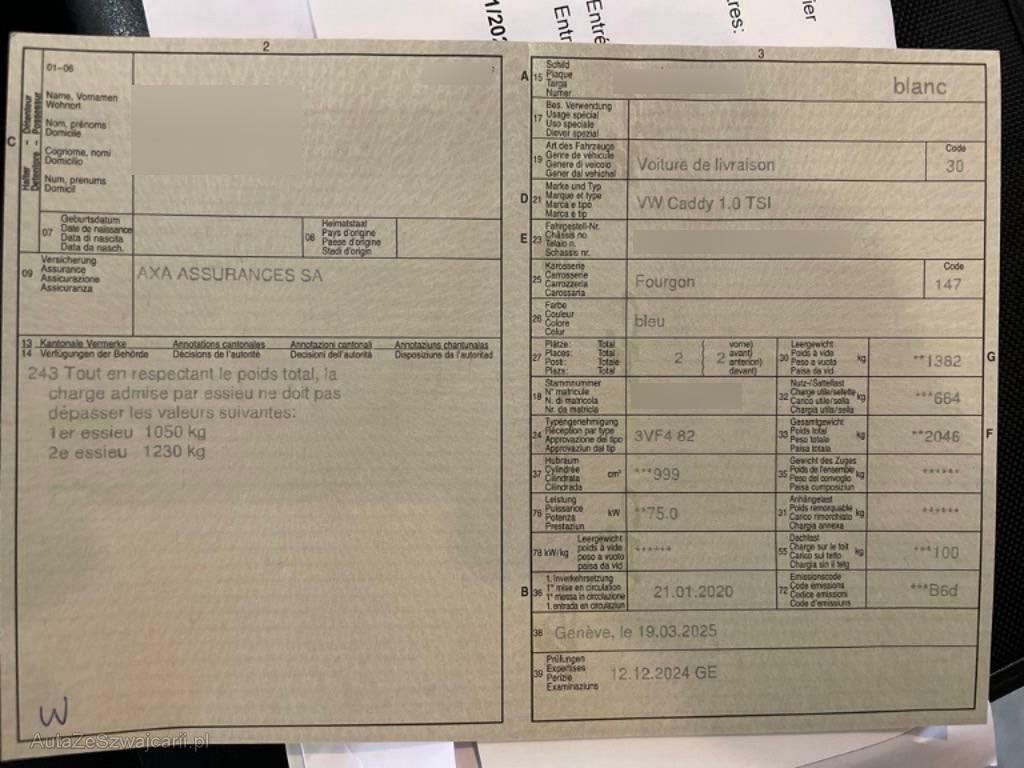 1/202
Entré
Entr
res:
ier
2
01–06
C
Halter – Détenteur
Detentore – Possessur
Name, Vornamen
Wohnort
Nom, prénoms
Domicile
Cognome, nomi
Domicilio
Num, prenums
Domicil
07
Geburtsdatum
Date de naissance
Data di nascita
Data da nasch.
08
Heimatstaat
Pays d'origine
Paese d'origine
Stadi d'origin
09
Versicherung
Assurance
Assicurazione
Assicuranza
AXA ASSURANCES SA
13 Kantonale Vermerke Annotations cantonales Annotazioni cantonali Annotaziuns chantunalas
14 Verfügungen der Behörde Décisions de l'autorité Decisioni dell'autorità Disposiziuns da l'autoritad
243 Tout en respectant le poids total, la
charge admise par essieu ne doit pas
dépasser les valeurs suivantes:
1er essieu 1050 kg
2e essieu 1230 kg
W
3
A 15
Schild
Plaque
Targa
Numer
blanc
17
Bes. Verwendung
Usage spécial
Uso speciale
Diever spezial
19
Art des Fahrzeugs
Genre de véhicule
Genere di veicolo
Gener dal vehichel
Voiture de livraison
Code
30
D 21
Marke und Typ
Marque et type
Marca e tipo
Marca e tip
VW Caddy 1.0 TSI
E 23
Fahrgestell-Nr.
Châssis no
Telaio n.
Schassis nr.
25
Karosserie
Carrosserie
Carrozzeria
Carossaria
Fourgon
Code
147
26
Farbe
Couleur
Colore
Colur
bleu
27
Plätze: Total
Places: Total
Posti: Totale
Plazs: Total
2 ( 2
vorne)
avant)
anteriori)
davant)
30
Leergewicht
Poids à vide
Peso a vuoto
Paisa da vid
kg
**1382
G
18
Stammnummer
N° matricule
N. di matricola
Nr. da matricla
32
Nutz-/Sattellast
Charge utile/sellette
Carico utile/sella
Chargia utila/sella
kg
***664
24
Typengenehmigung
Réception par type
Approvazione del tipo
Approvaziun dal tip
3VF4 82
33
Gesamtgewicht
Poids total
Peso totale
Paisa totala
kg
**2046
F
37
Hubraum
Cylindrée
Cilindrata
Cilindrada
cm³
***999
35
Gewicht des Zuges
Poids de l'ensemble
Peso del convoglio
Paisa cumposiziun
kg
******
76
Leistung
Puissance
Potenza
Prestaziun
kW
**75.0
31
Anhängelast
Poids remorquable
Carico rimorchiato
Chargia annexa
kg
******
78 kW/kg
Leergewicht
poids à vide
peso a vuoto
paisa da vid
******
55
Dachlast
Charge sur le toit
Carico sul tetto
Chargia sin il tetg
kg
***100
B 36
1. Inverkehrsetzung
1re mise en circulation
1a messa in circolazione
1. entrada en circulaziun
21.01.2020
72
Emissionscode
Code émissions
Codice emissioni
Code d'emissiuns
***B6d
38
Genève, le 19.03.2025
39
Prüfungen
Expertises
Perizie
Examinaziuns
12.12.2024 GE
AutaZeSzwajcarii.pl